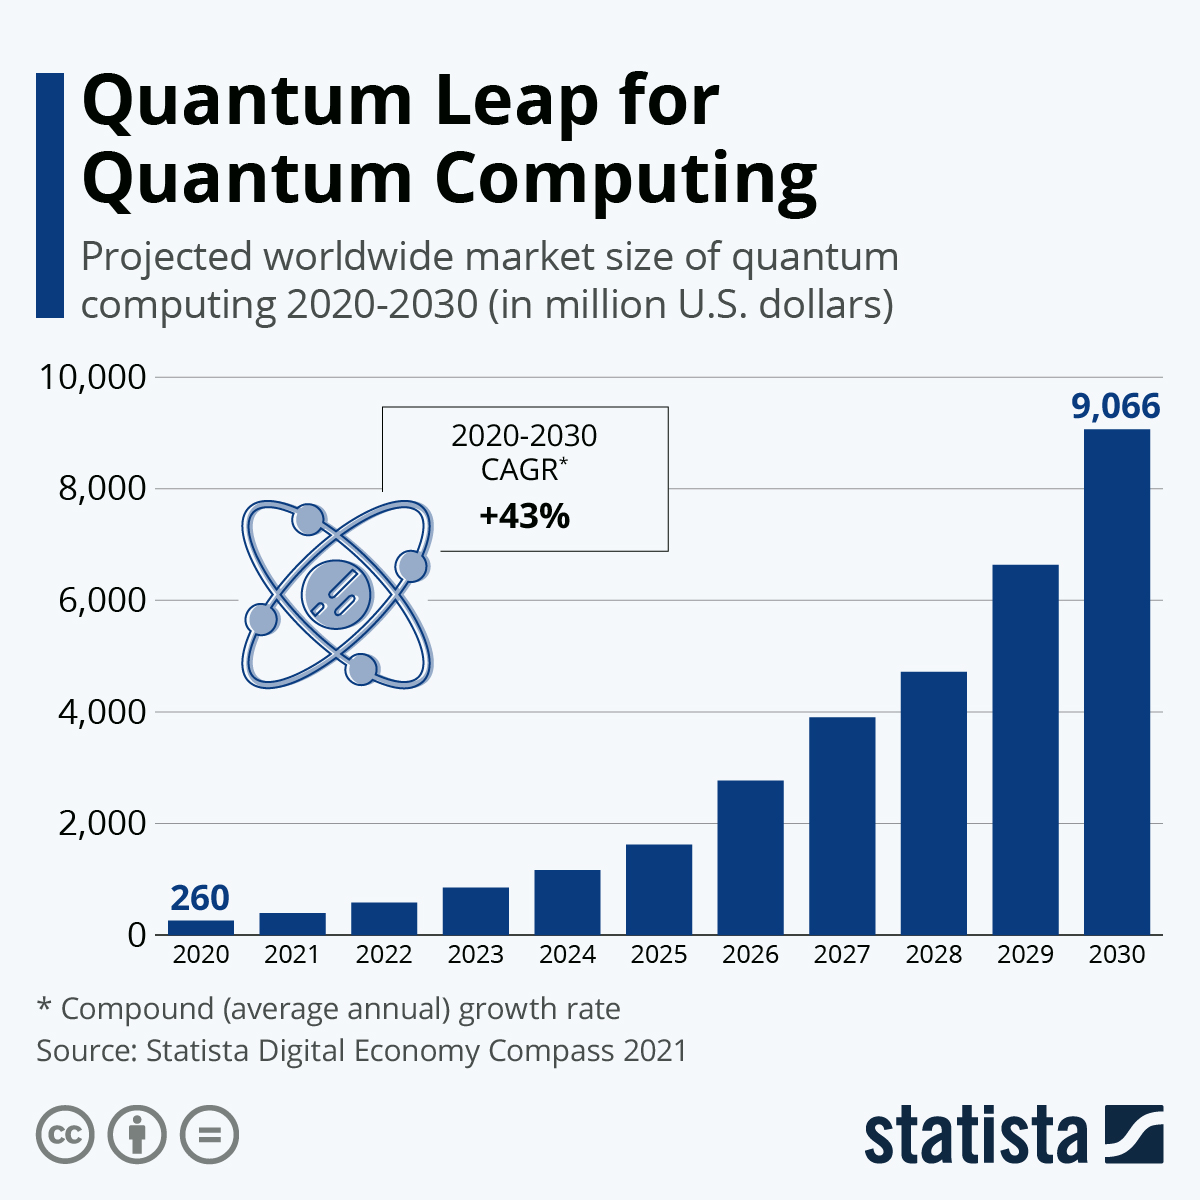 Quantum Leap for
Quantum Computing
Projected worldwide market size of quantum
computing 2020-2030 (in million U.S. dollars)
10,000
8,000
6,000
4,000
2,000
0
2020-2030
CAGR*
+43%
260
9,066
2020 2021 2022 2023 2024 2025 2026 2027 2028 2029 2030
* Compound (average annual) growth rate
Source: Statista Digital Economy Compass 2021
cc
statista